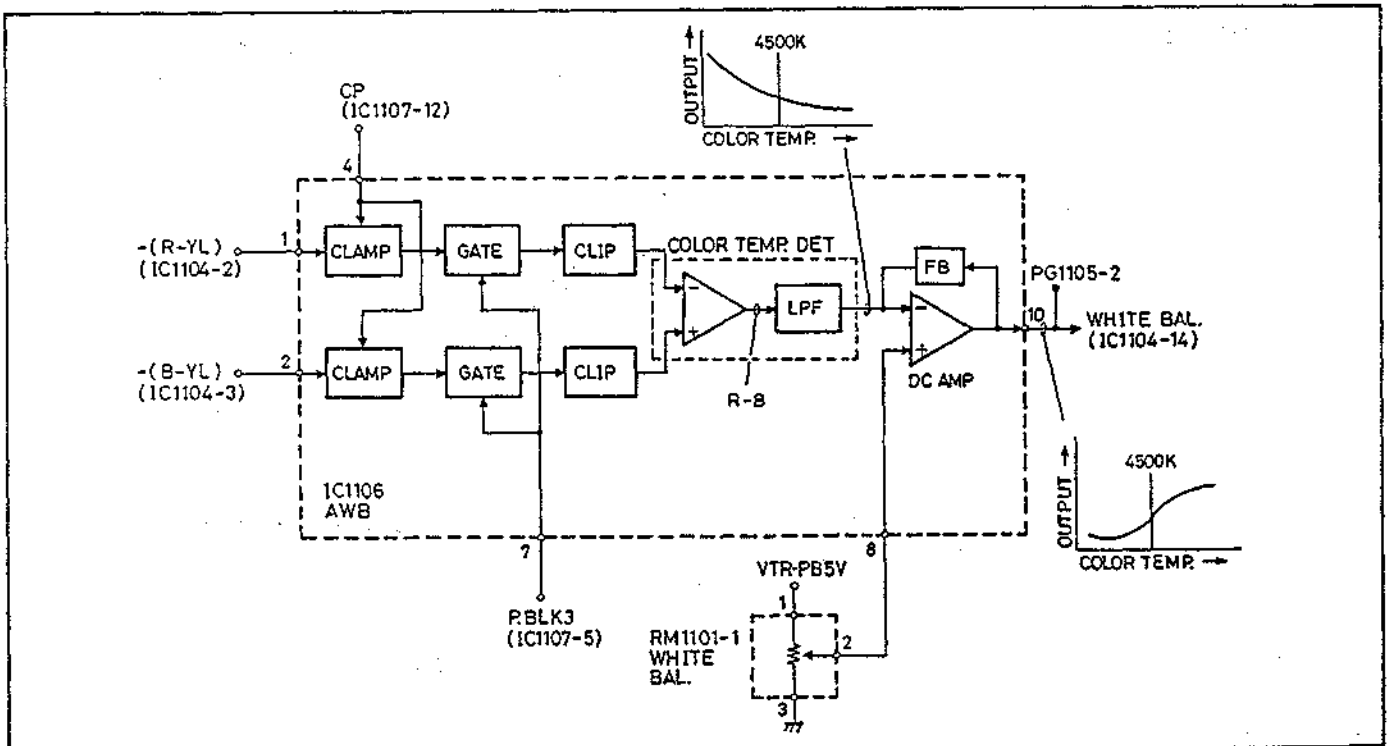 OUTPUT
4500K
COLOR TEMP.
CP
(IC1107-12)
4
-(R-YL)
(IC1104-2)
1
CLAMP
GATE
CLIP
COLOR TEMP. DET
-
+
LPF
R-B
FB
-
+
DC AMP
PG1105-2
10
WHITE BAL.
(IC1104-14)
-(B-YL)
(IC1104-3)
2
CLAMP
GATE
CLIP
IC1106
AWB
7
8
P.BLK3
(IC1107-5)
VTR-PB5V
1
RM1101-1
WHITE
BAL.
2
3
OUTPUT
4500K
COLOR TEMP.